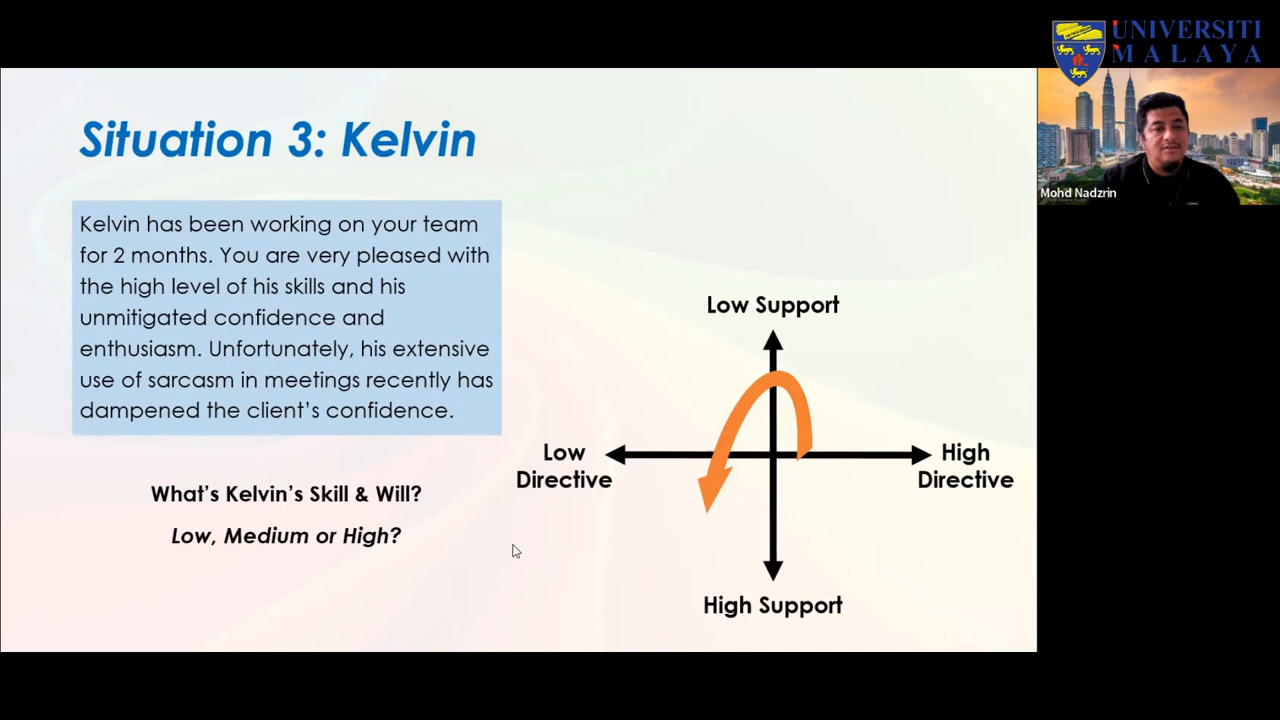 UNIVERSITI
MALAYA
Situation 3: Kelvin
Kelvin has been working on your team
for 2 months. You are very pleased with
the high level of his skills and his
unmitigated confidence and
enthusiasm. Unfortunately, his extensive
use of sarcasm in meetings recently has
dampened the client's confidence.
What's Kelvin's Skill & Will?
Low, Medium or High?
Low Support
Low
Directive
High
Directive
High Support
Mohd Nadzrin